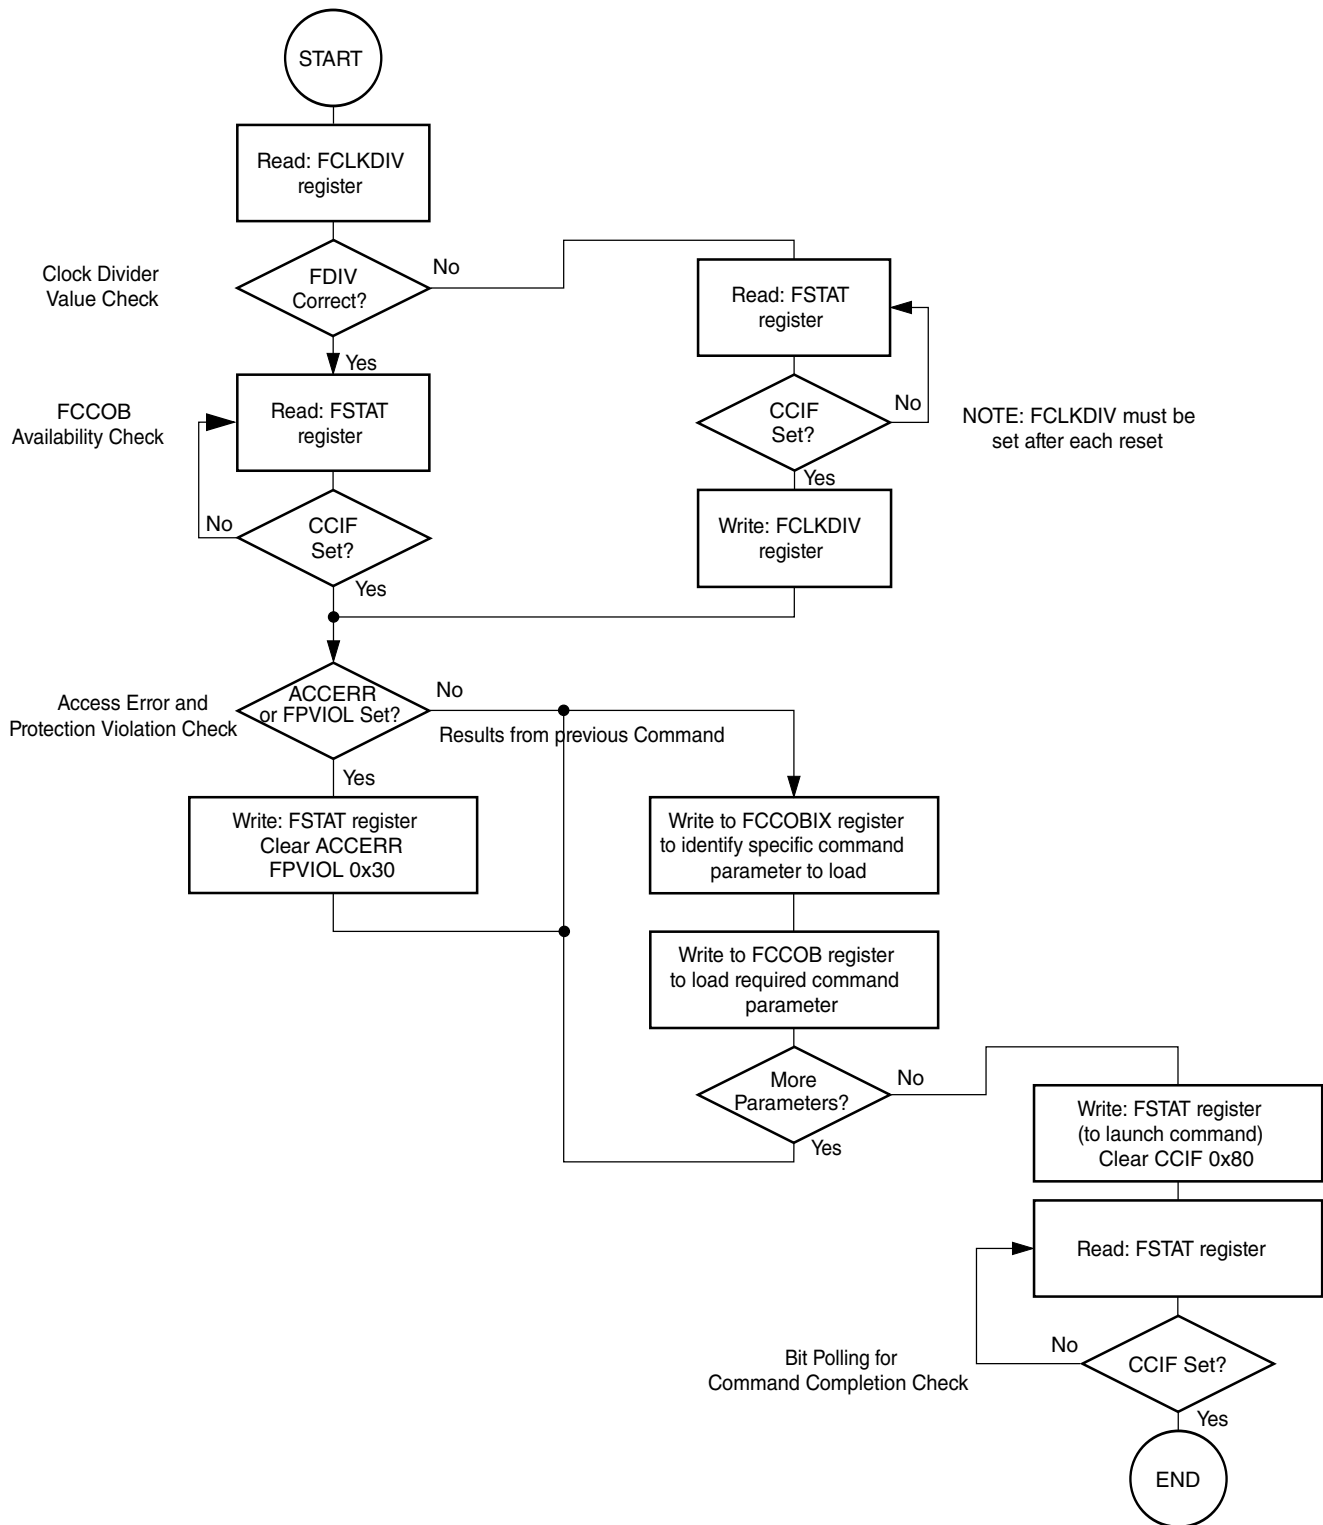 START
Read: FCLKDIV
register
Clock Divider
Value Check
FDIV
Correct?
No
Read: FSTAT
register
Yes
FCCOB
Availability Check
Read: FSTAT
register
CCIF
Set?
No
NOTE: FCLKDIV must be
set after each reset
Yes
No
CCIF
Set?
Write: FCLKDIV
register
Yes
Access Error and
Protection Violation Check
ACCERR
or FPVIOL Set?
No
Results from previous Command
Yes
Write: FSTAT register
Clear ACCERR
FPVIOL 0x30
Write to FCCOBIX register
to identify specific command
parameter to load
Write to FCCOB register
to load required command
parameter
More
Parameters?
No
Yes
Write: FSTAT register
(to launch command)
Clear CCIF 0x80
Read: FSTAT register
Bit Polling for
Command Completion Check
No
CCIF Set?
Yes
END